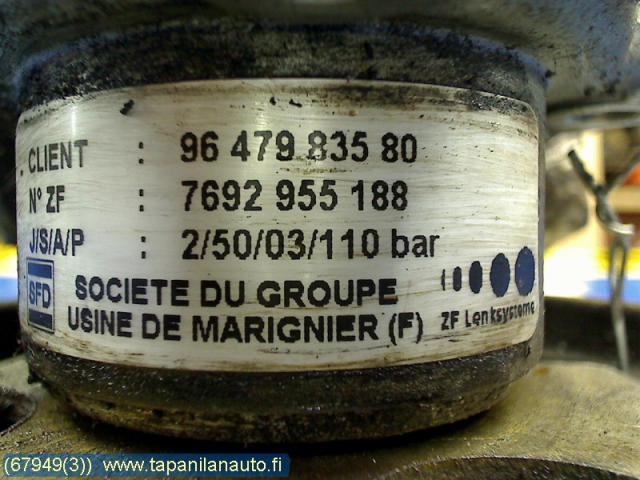 CLIENT : 96 479 835 80
N° ZF : 7692 955 188
J/S/A/P : 2/50/03/110 bar
SFD SOCIETE DU GROUPE
USINE DE MARIGNIER (F) ZF Lenksysteme
(67949(3)) www.tapanilanauto.fi